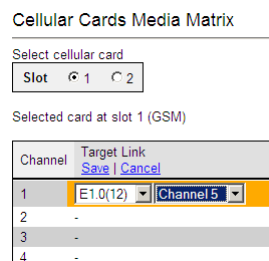 Cellular Cards Media Matrix
Select cellular card
Slot 1 2
Selected card at slot 1 (GSM)
Channel Target Link
Save | Cancel
1 E1.0(12) Channel 5
2 -
3 -
4 -